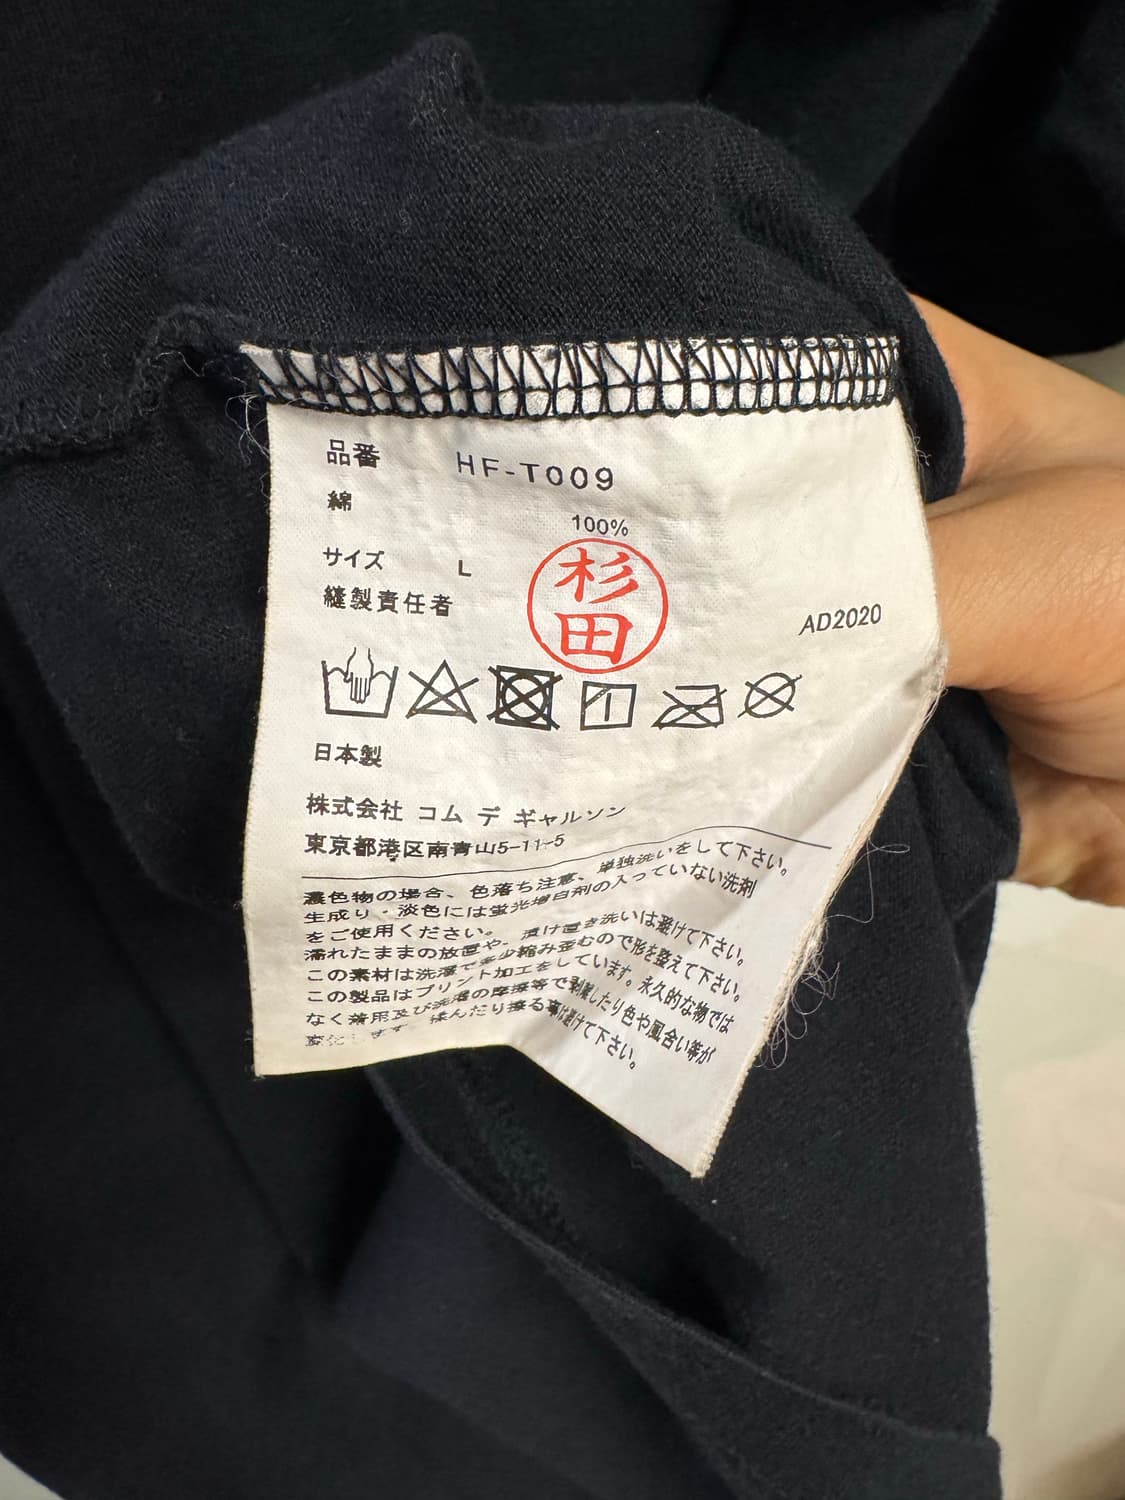 品番 HF-T009
綿
100%
サイズ L
縫製責任者
杉田
AD2020
日本製
株式会社 コム デ ギャルソン
東京都港区南青山5-11-5
濃色物の場合、色落ち注意、単独洗いをして下さい。
生成り・淡色には蛍光増白剤の入っていない洗剤
をご使用ください。
濡れたままの放置や、漬け置き洗いは避けて下さい。
この素材は洗濯で多少縮み歪むので形を整えて下さい。
この製品はプリント加工をしています。永久的な物では
なく着用及び洗濯の摩擦等で剥離したり色や風合い等が
変化します 揉んだり擦る事は避けて下さい。